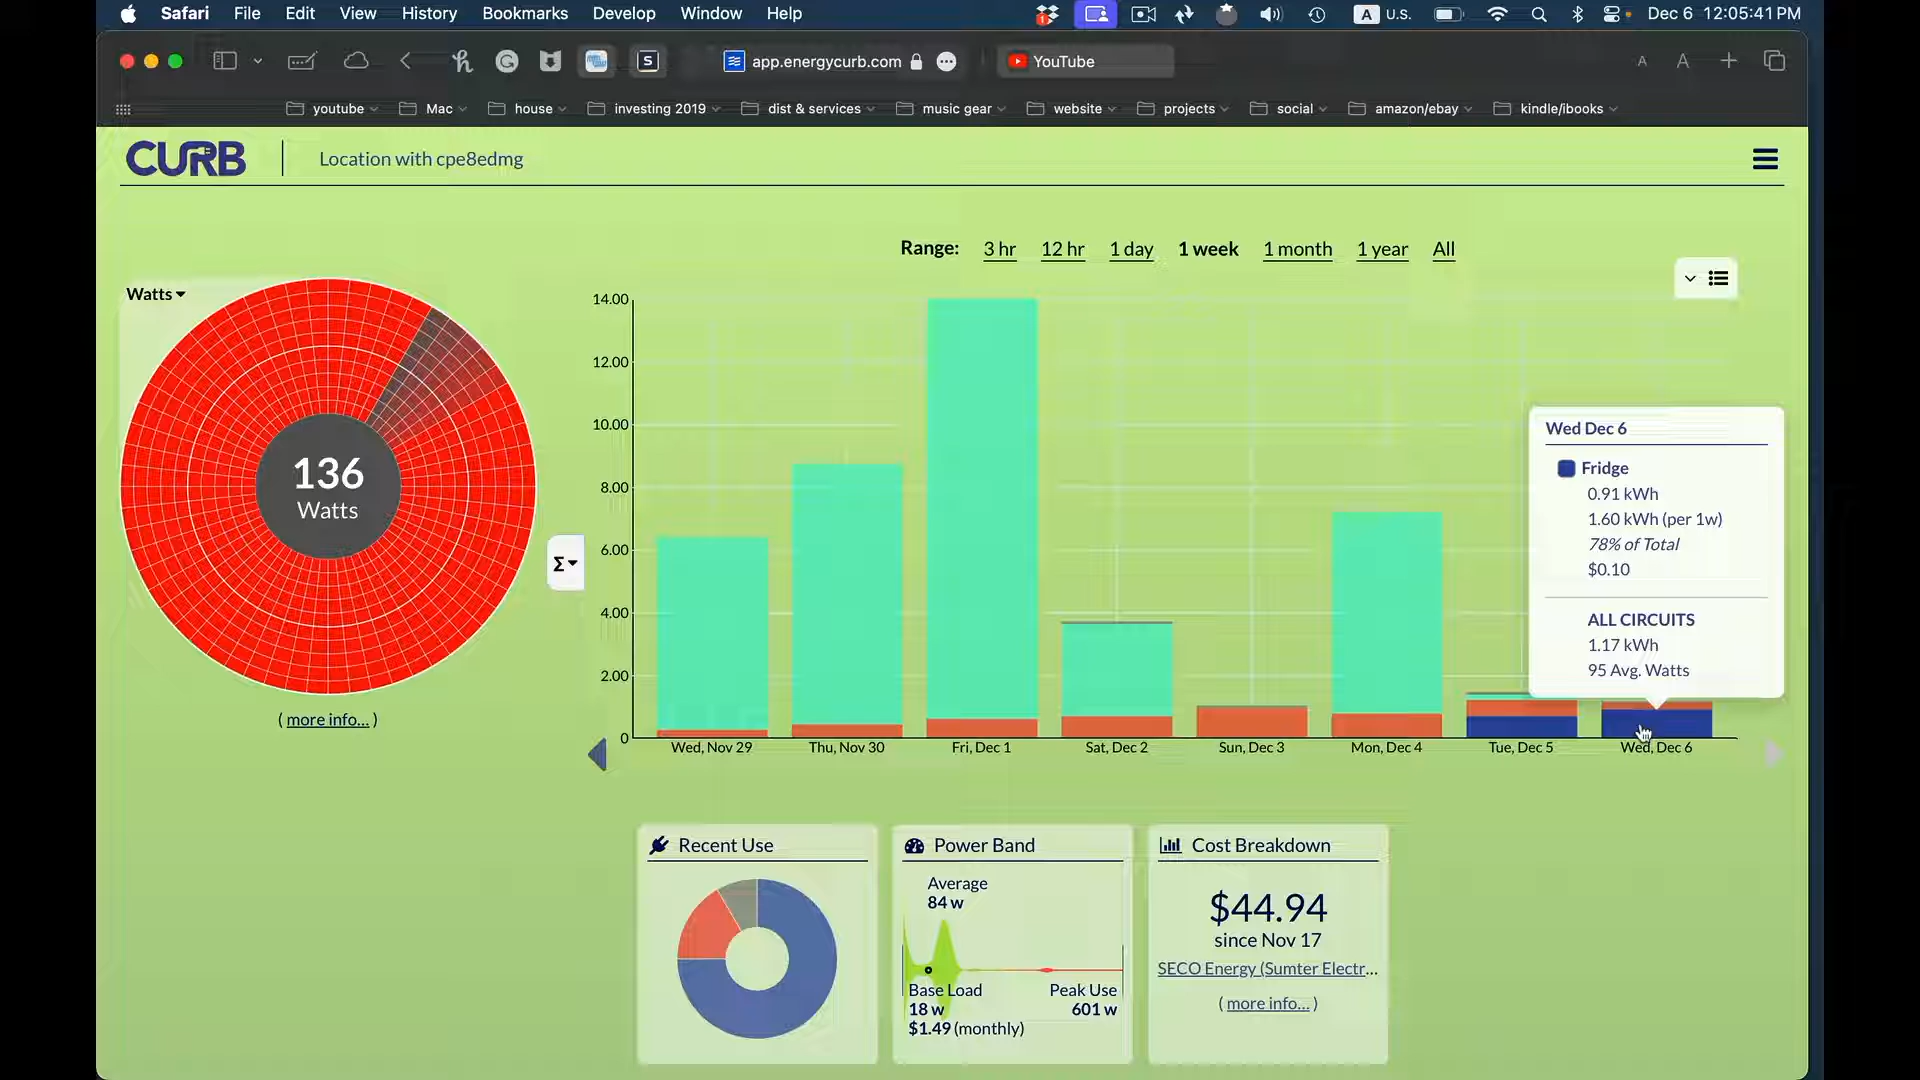 Safari File Edit View History Bookmarks Develop Window Help
1 A U.S. Dec 6 12:05:41 PM
S app.energycurb.com YouTube A A
youtube Mac house investing 2019 dist & services music gear website projects social amazon/ebay kindle/ibooks
CURB Location with cpe8edmg
Range: 3 hr 12 hr 1 day 1 week 1 month 1 year All
Watts
136
Watts
( more info... )
Σ
14.00
12.00
10.00
8.00
6.00
4.00
2.00
0
Wed, Nov 29 Thu, Nov 30 Fri, Dec 1 Sat, Dec 2 Sun, Dec 3 Mon, Dec 4 Tue, Dec 5 Wed, Dec 6
Wed Dec 6
Fridge
0.91 kWh
1.60 kWh (per 1w)
78% of Total
$0.10
ALL CIRCUITS
1.17 kWh
95 Avg. Watts
Recent Use
Power Band
Average
84 w
Base Load
18 w
$1.49 (monthly)
Peak Use
601 w
Cost Breakdown
$44.94
since Nov 17
SECO Energy (Sumter Electr...
( more info... )